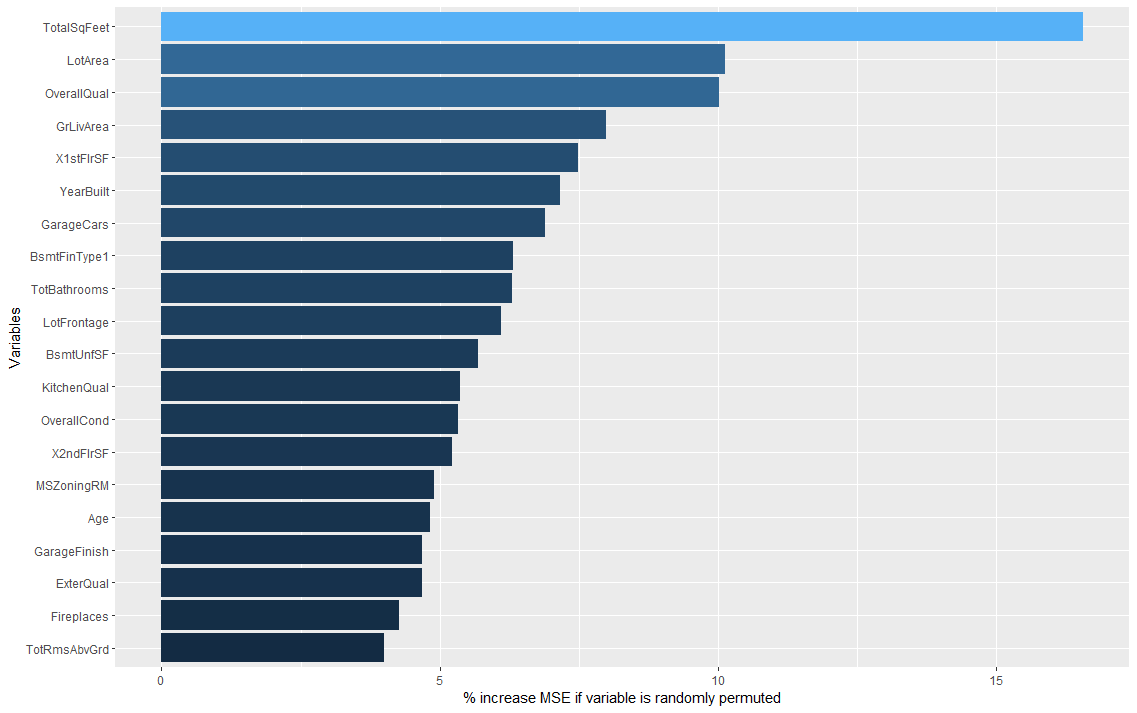 TotalSqFeet
LotArea
OverallQual
GrLivArea
X1stFlrSF
YearBuilt
GarageCars
BsmtFinType1
TotBathrooms
LotFrontage
BsmtUnfSF
KitchenQual
OverallCond
X2ndFlrSF
MSZoningRM
Age
GarageFinish
ExterQual
Fireplaces
TotRmsAbvGrd
Variables
0 5 10 15
% increase MSE if variable is randomly permuted